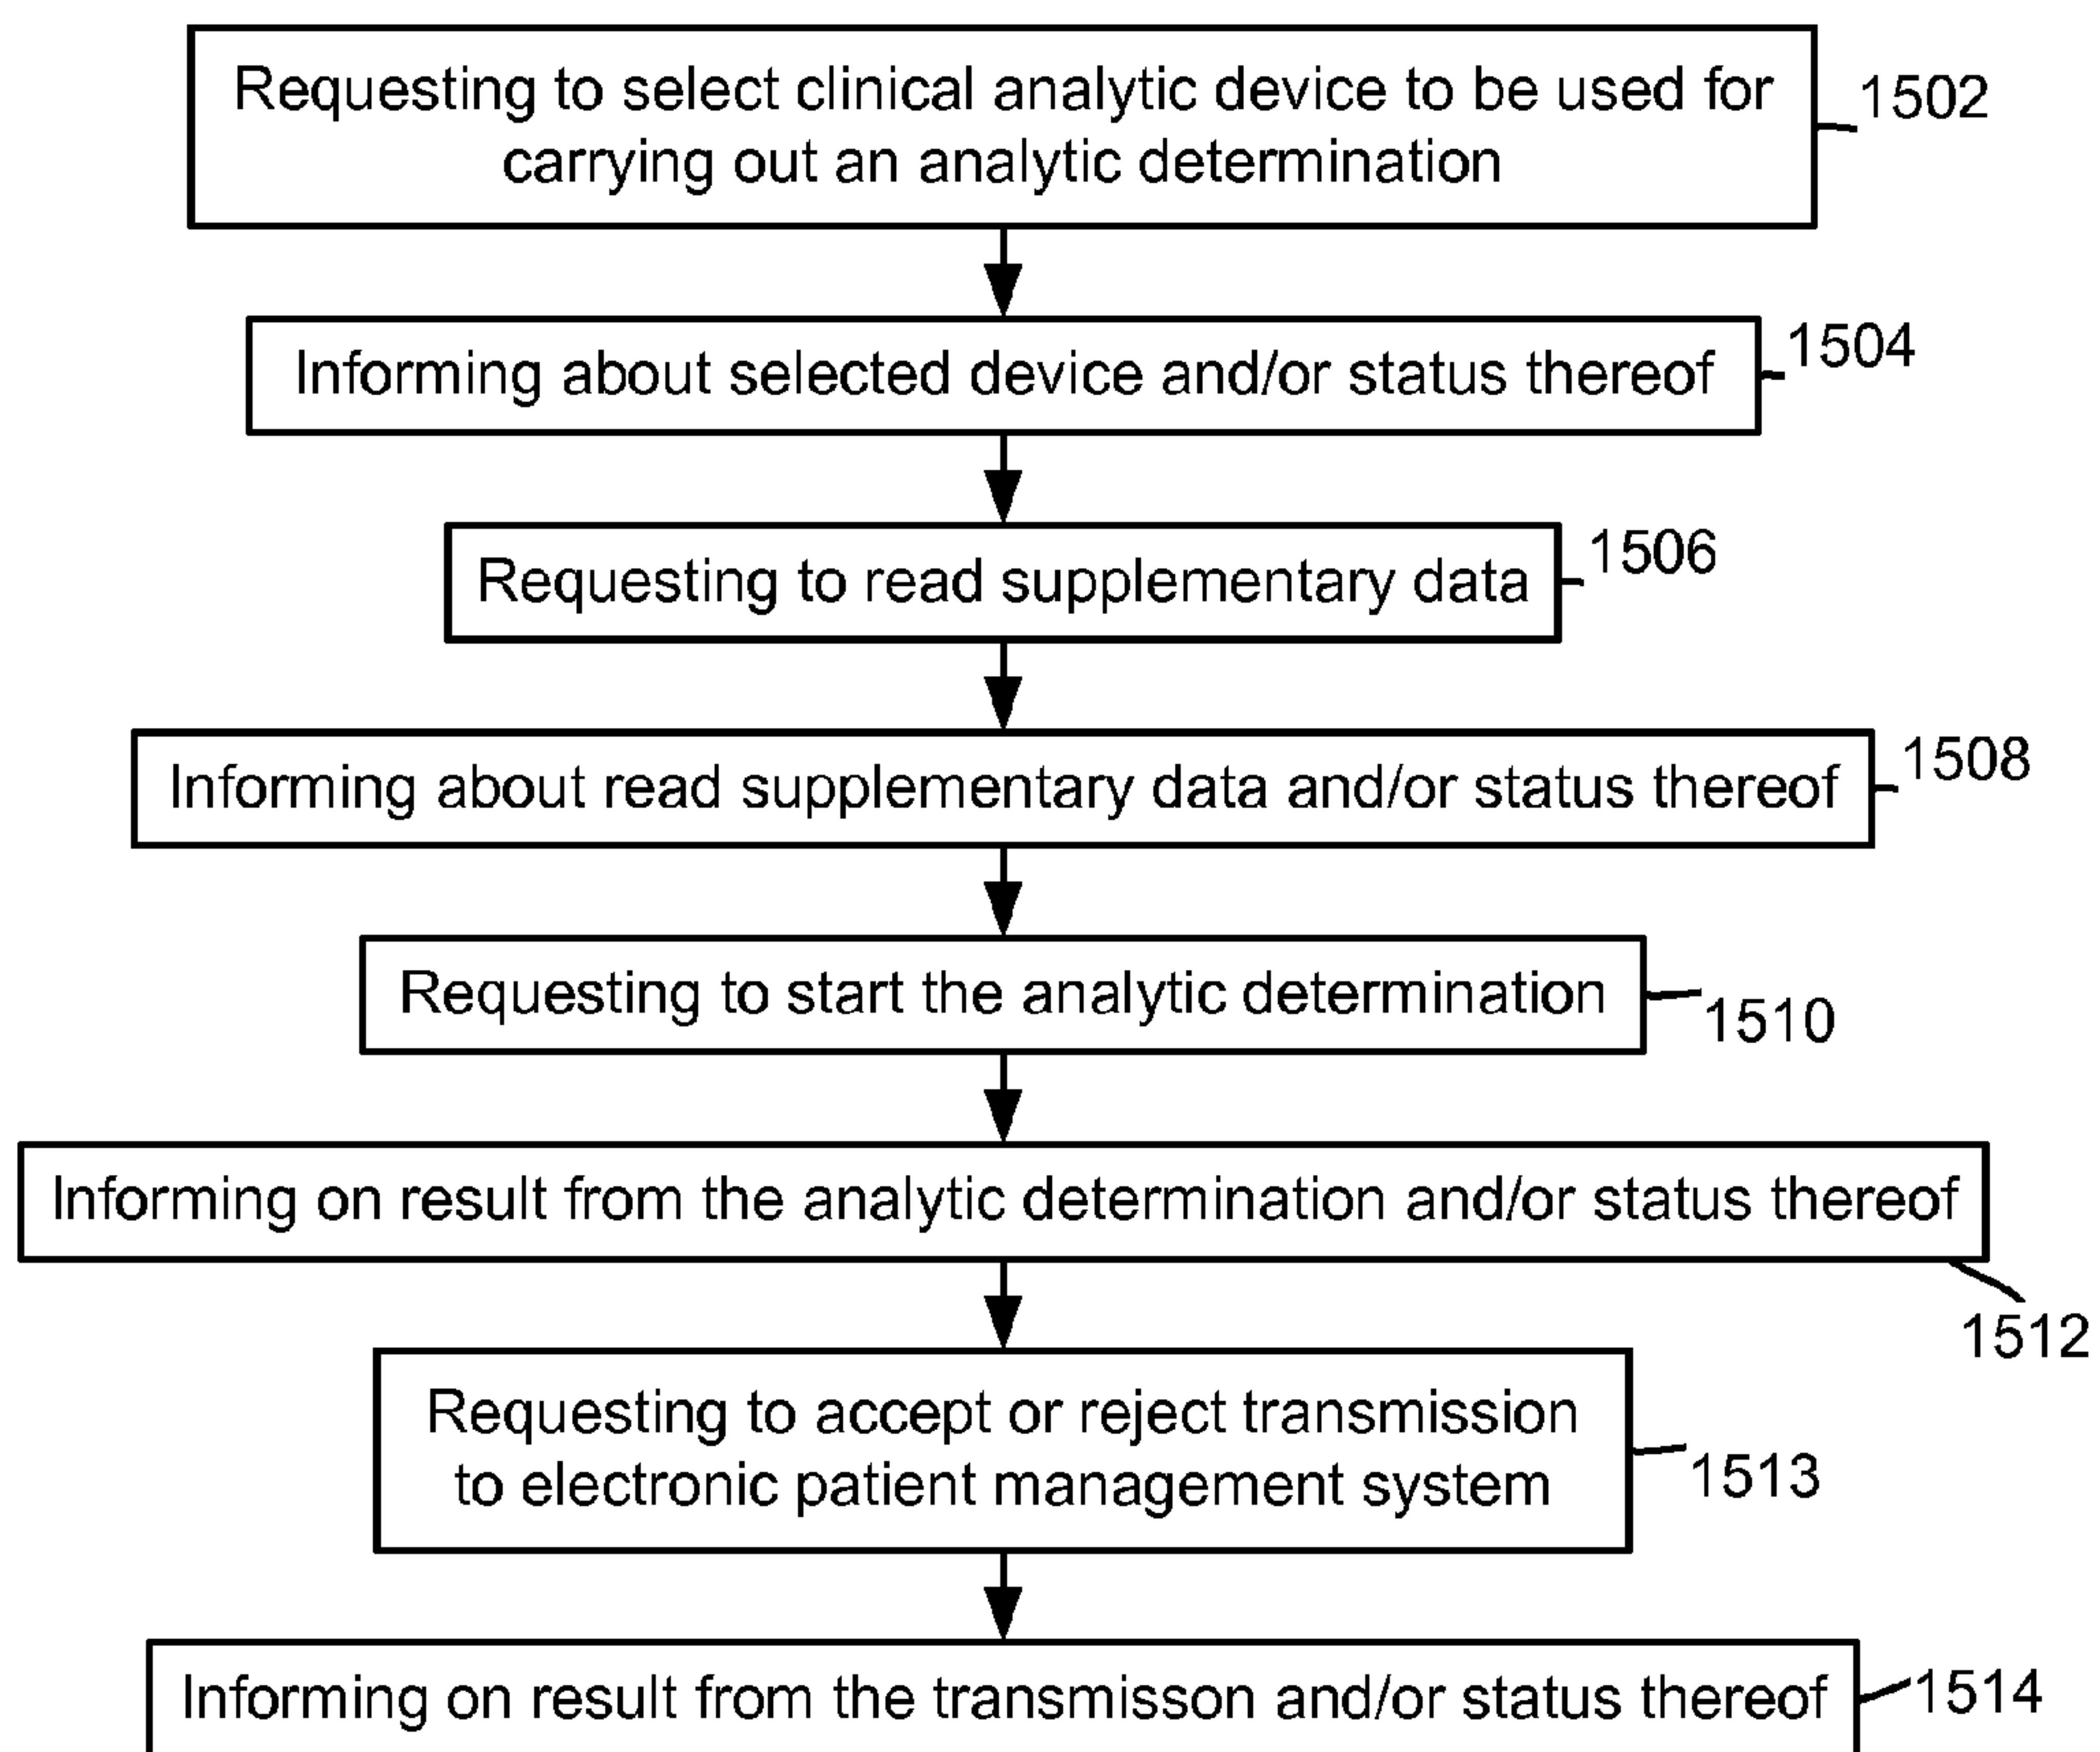 Requesting to select clinical analytic device to be used for
carrying out an analytic determination
1502
Informing about selected device and/or status thereof
1504
Requesting to read supplementary data
1506
Informing about read supplementary data and/or status thereof
1508
Requesting to start the analytic determination
1510
Informing on result from the analytic determination and/or status thereof
1512
Requesting to accept or reject transmission
to electronic patient management system
1513
Informing on result from the transmisson and/or status thereof
1514